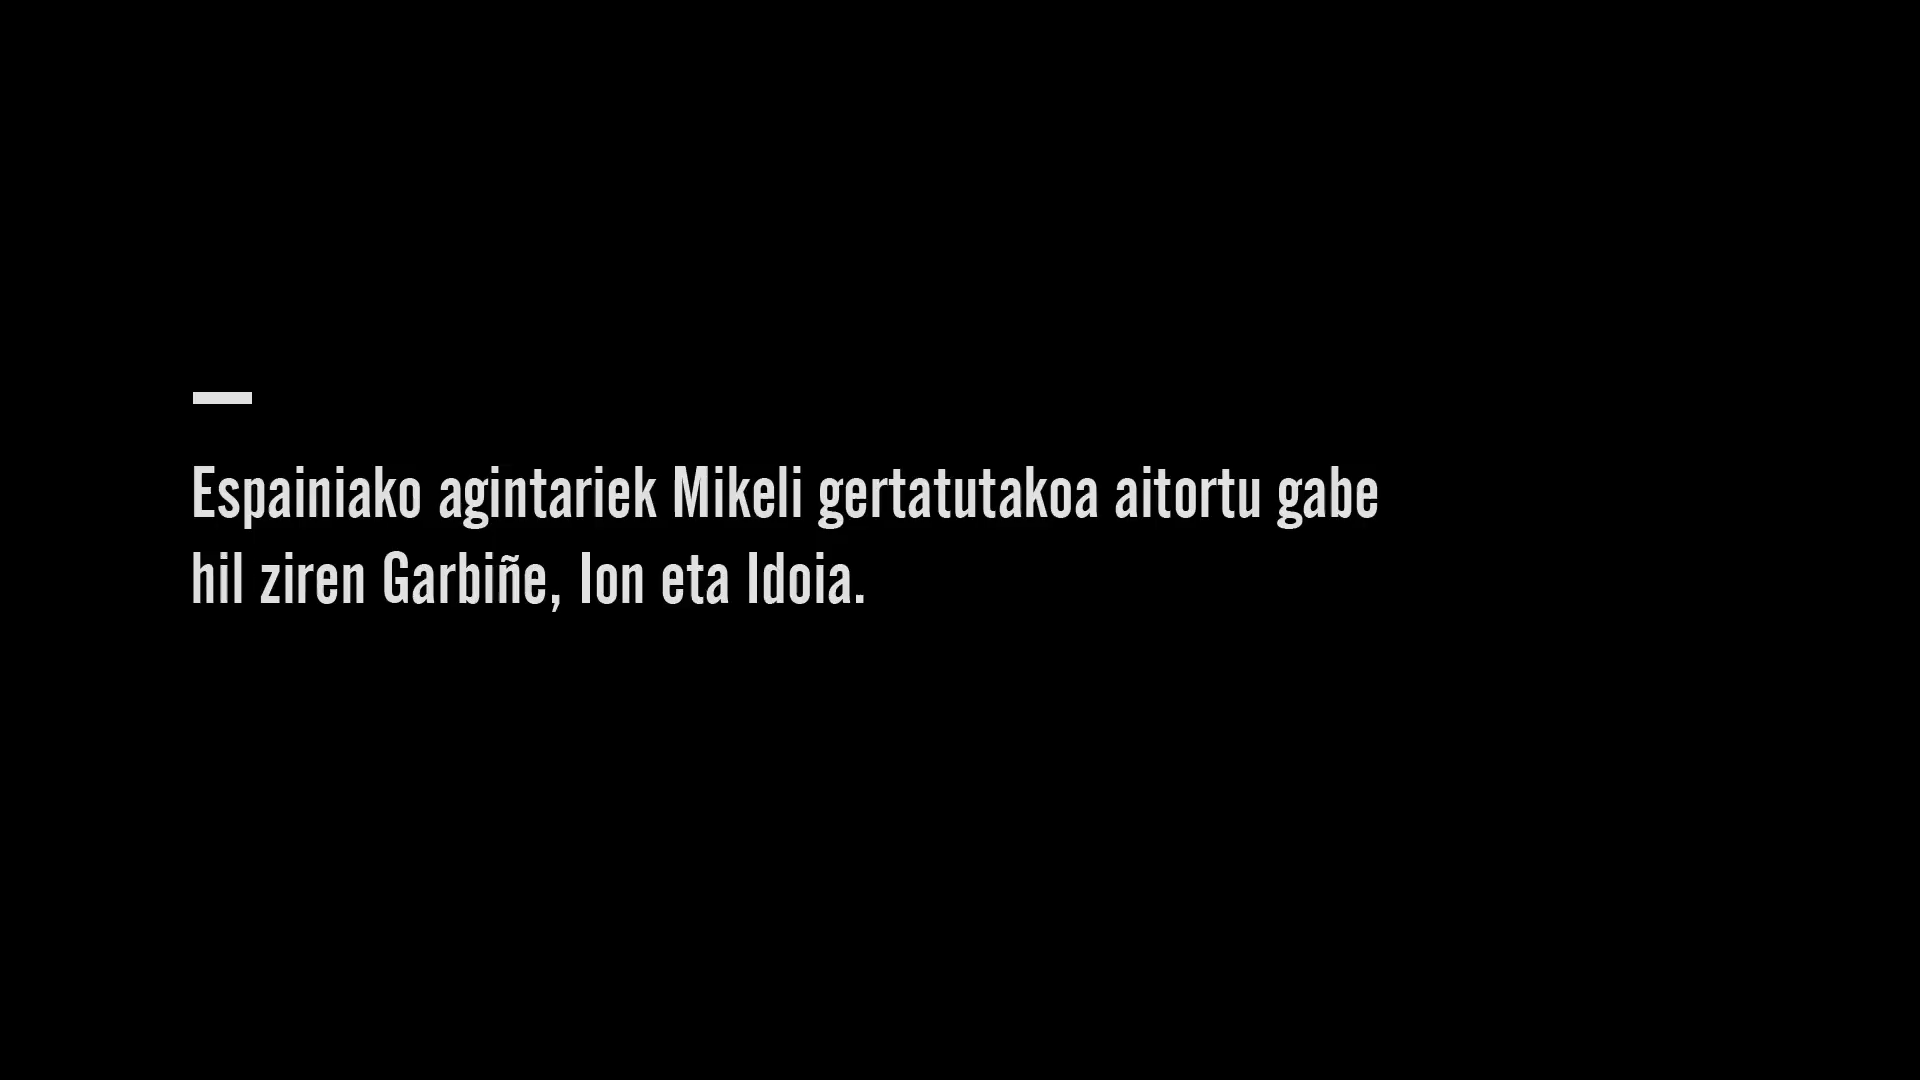 Espainiako agintariek Mikeli gertatutakoa aitortu gabe
hil ziren Garbiñe, Ion eta Idoia.